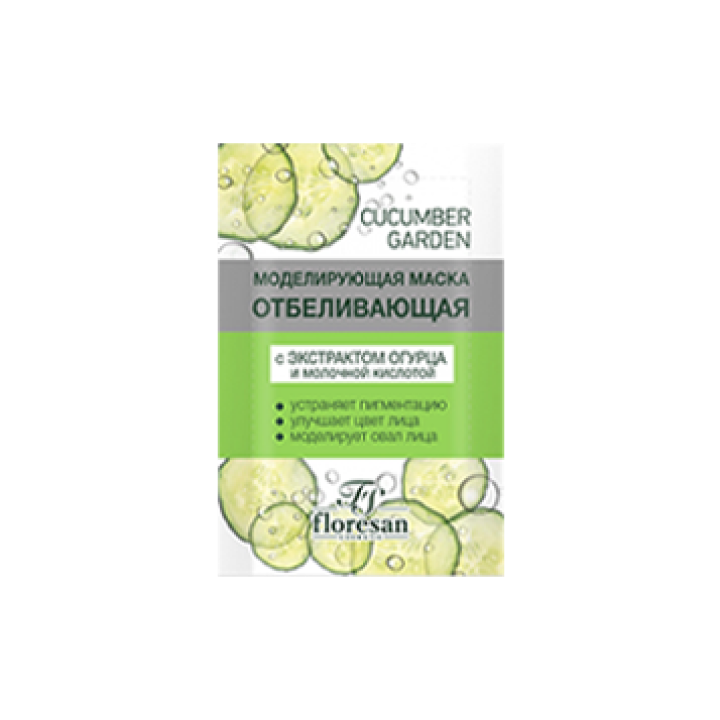 CUCUMBER
GARDEN
МОДЕЛИРУЮЩАЯ МАСКА
ОТБЕЛИВАЮЩАЯ
с ЭКСТРАКТОМ ОГУРЦА
и МОЛОЧНОЙ КИСЛОТОЙ
• устраняет пигментацию
• улучшает цвет лица
• моделирует овал лица
floresan